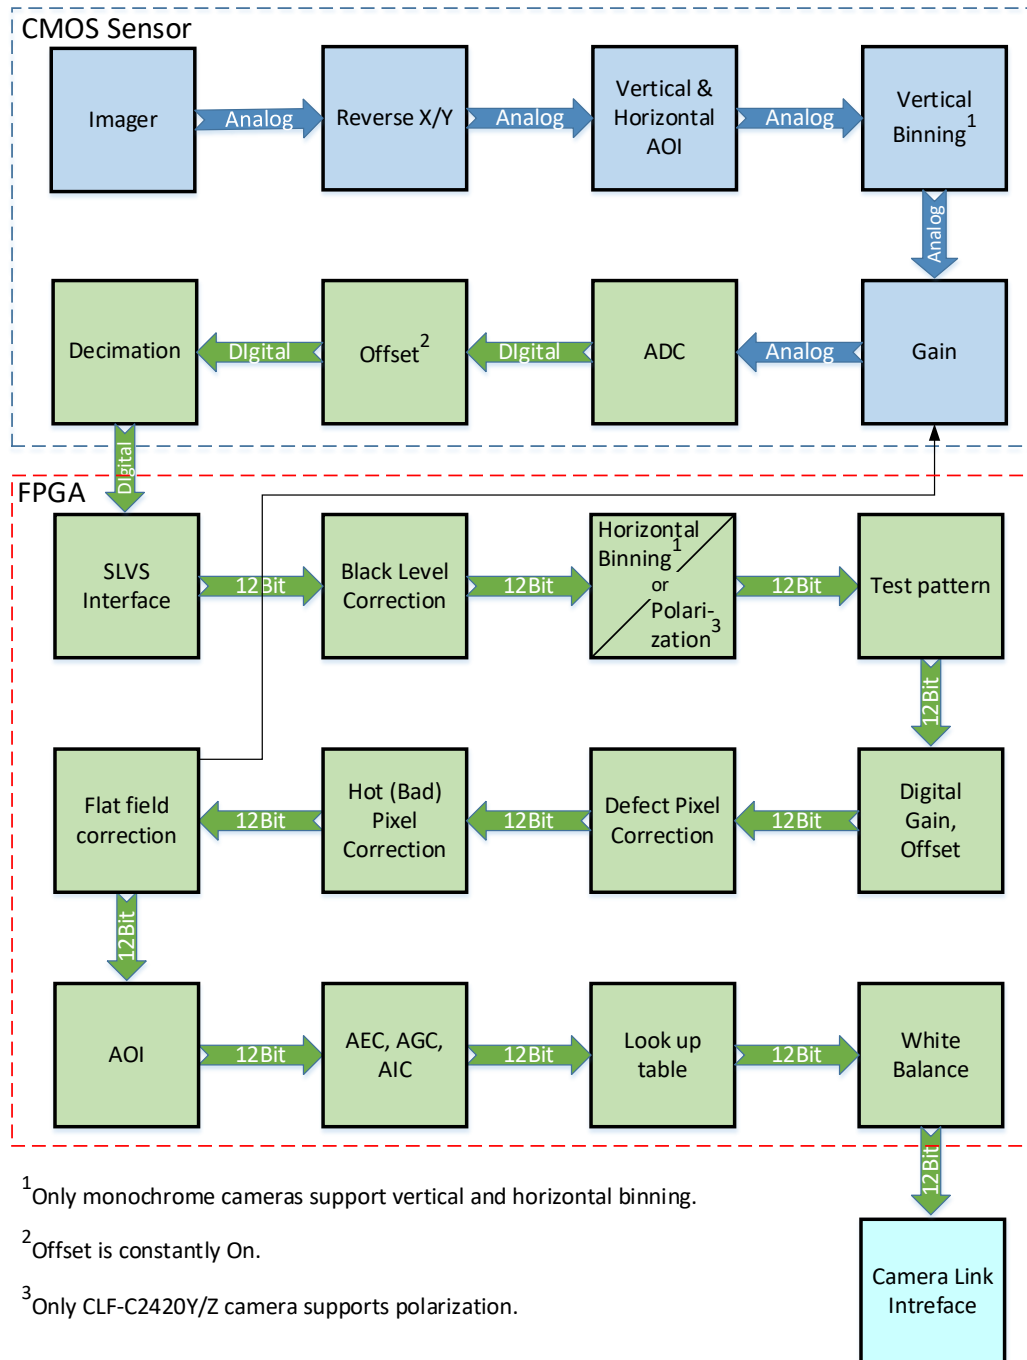 CMOS Sensor
Imager
Analog
Reverse X/Y
Analog
Vertical &
Horizontal
AOI
Analog
Vertical
Binning1
Analog
Decimation
DIgital
Offset2
DIgital
ADC
Analog
Gain
DIgital
FPGA
SLVS
Interface
12Bit
Black Level
Correction
12Bit
Horizontal
Binning1
or
Polari-
zation3
12Bit
Test pattern
12Bit
Flat field
correction
12Bit
Hot (Bad)
Pixel
Correction
12Bit
Defect Pixel
Correction
12Bit
Digital
Gain,
Offset
12Bit
AOI
12Bit
AEC, AGC,
AIC
12Bit
Look up
table
12Bit
White
Balance
12Bit
1Only monochrome cameras support vertical and horizontal binning.
2Offset is constantly On.
3Only CLF-C2420Y/Z camera supports polarization.
Camera Link
Intreface